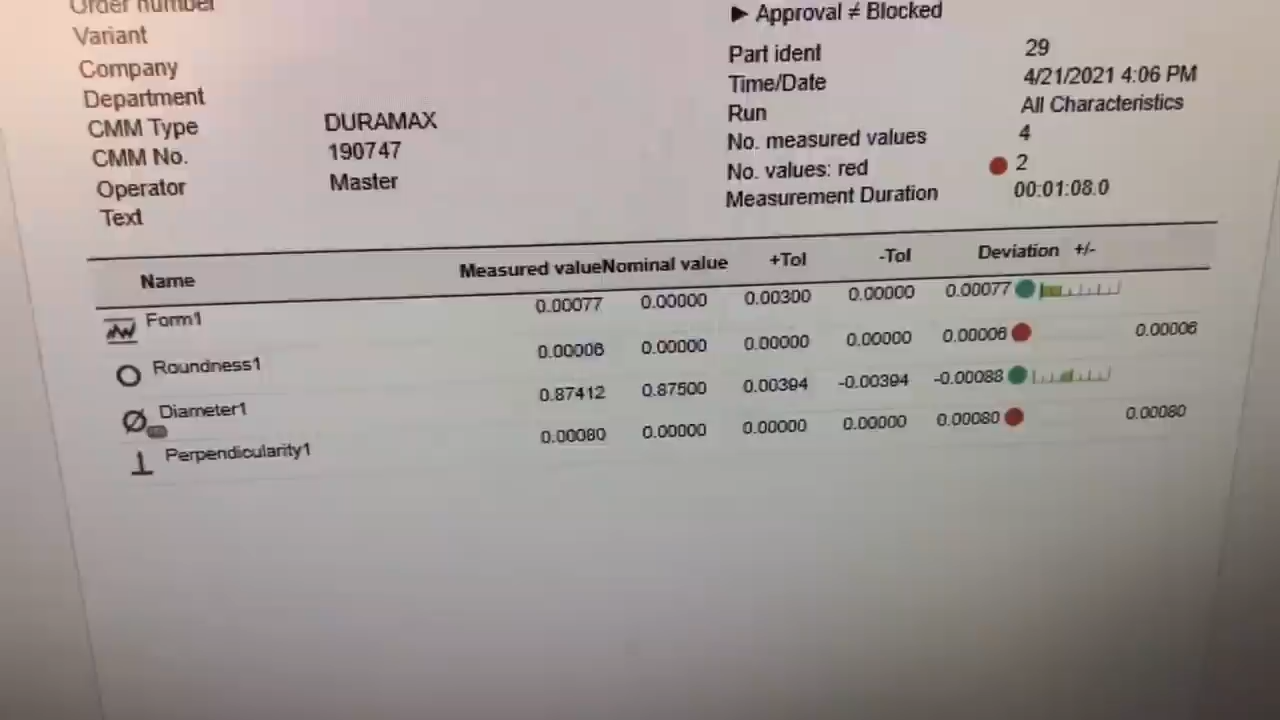 Order number
Variant
Company
Department
CMM Type DURAMAX
CMM No. 190747
Operator Master
Text
▶ Approval ≠ Blocked
Part ident 29
Time/Date 4/21/2021 4:06 PM
Run All Characteristics
No. measured values 4
No. values: red 2
Measurement Duration 00:01:08.0
Name Measured value Nominal value +Tol -Tol Deviation +/-
Form1 0.00077 0.00000 0.00300 0.00000 0.00077
Roundness1 0.00006 0.00000 0.00000 0.00000 0.00006 0.00006
Diameter1 0.87412 0.87500 0.00394 -0.00394 -0.00088
Perpendicularity1 0.00080 0.00000 0.00000 0.00000 0.00080 0.00080